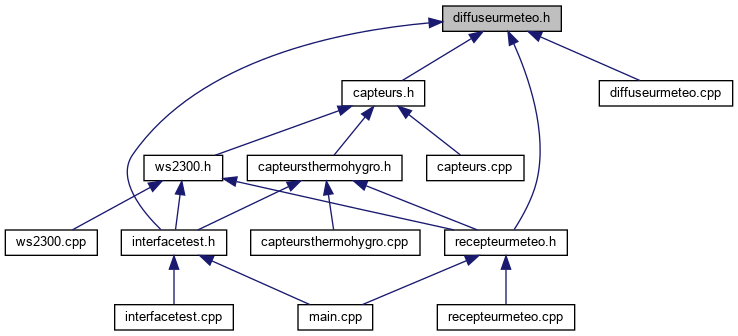 diffuseurmeteo.h
capteurs.h
diffuseurmeteo.cpp
ws2300.h
capteursthermohygro.h
capteurs.cpp
ws2300.cpp
interfacetest.h
capteursthermohygro.cpp
recepteurmeteo.h
interfacetest.cpp
main.cpp
recepteurmeteo.cpp